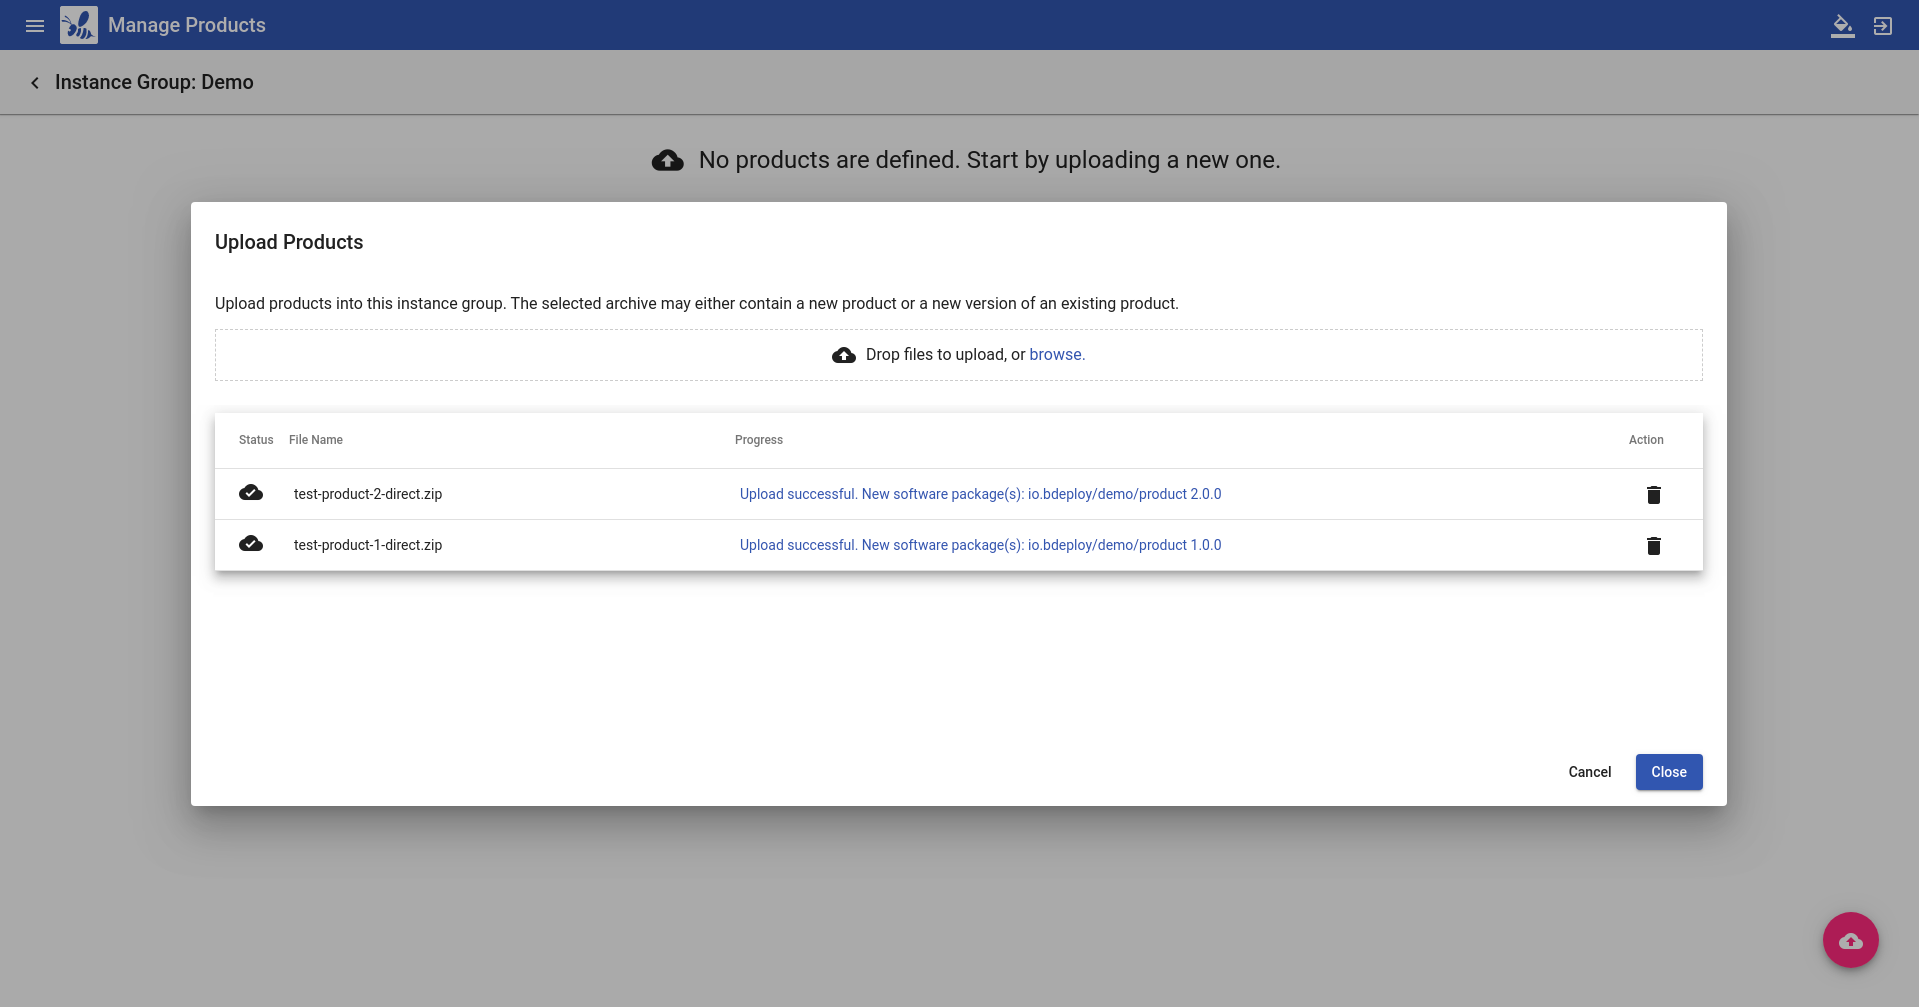 Manage Products
Instance Group: Demo
No products are defined. Start by uploading a new one.
Upload Products
Upload products into this instance group. The selected archive may either contain a new product or a new version of an existing product.
Drop files to upload, or browse.
Status File Name Progress Action
test-product-2-direct.zip Upload successful. New software package(s): io.bdeploy/demo/product 2.0.0
test-product-1-direct.zip Upload successful. New software package(s): io.bdeploy/demo/product 1.0.0
Cancel Close